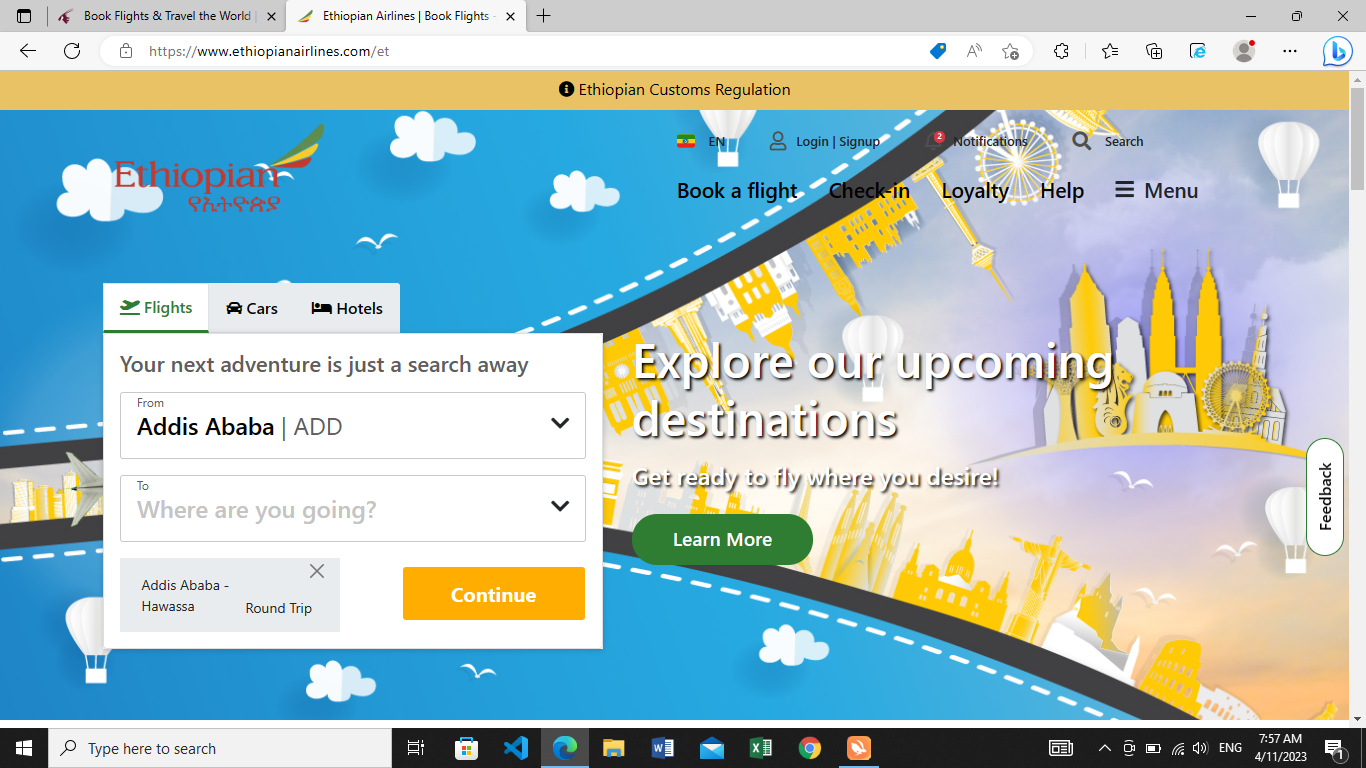 Book Flights & Travel the World |
Ethiopian Airlines | Book Flights -
https://www.ethiopianairlines.com/et
Ethiopian Customs Regulation
EN
Login | Signup
2
Notifications
Search
Ethiopian
የኢትዮጵያ
Book a flight
Check-in
Loyalty
Help
Menu
Flights
Cars
Hotels
Your next adventure is just a search away
From
Addis Ababa | ADD
To
Where are you going?
Addis Ababa -
Hawassa
Round Trip
Continue
Explore our upcoming
destinations
Get ready to fly where you desire!
Learn More
Feedback
Type here to search
ENG
7:57 AM
4/11/2023
1